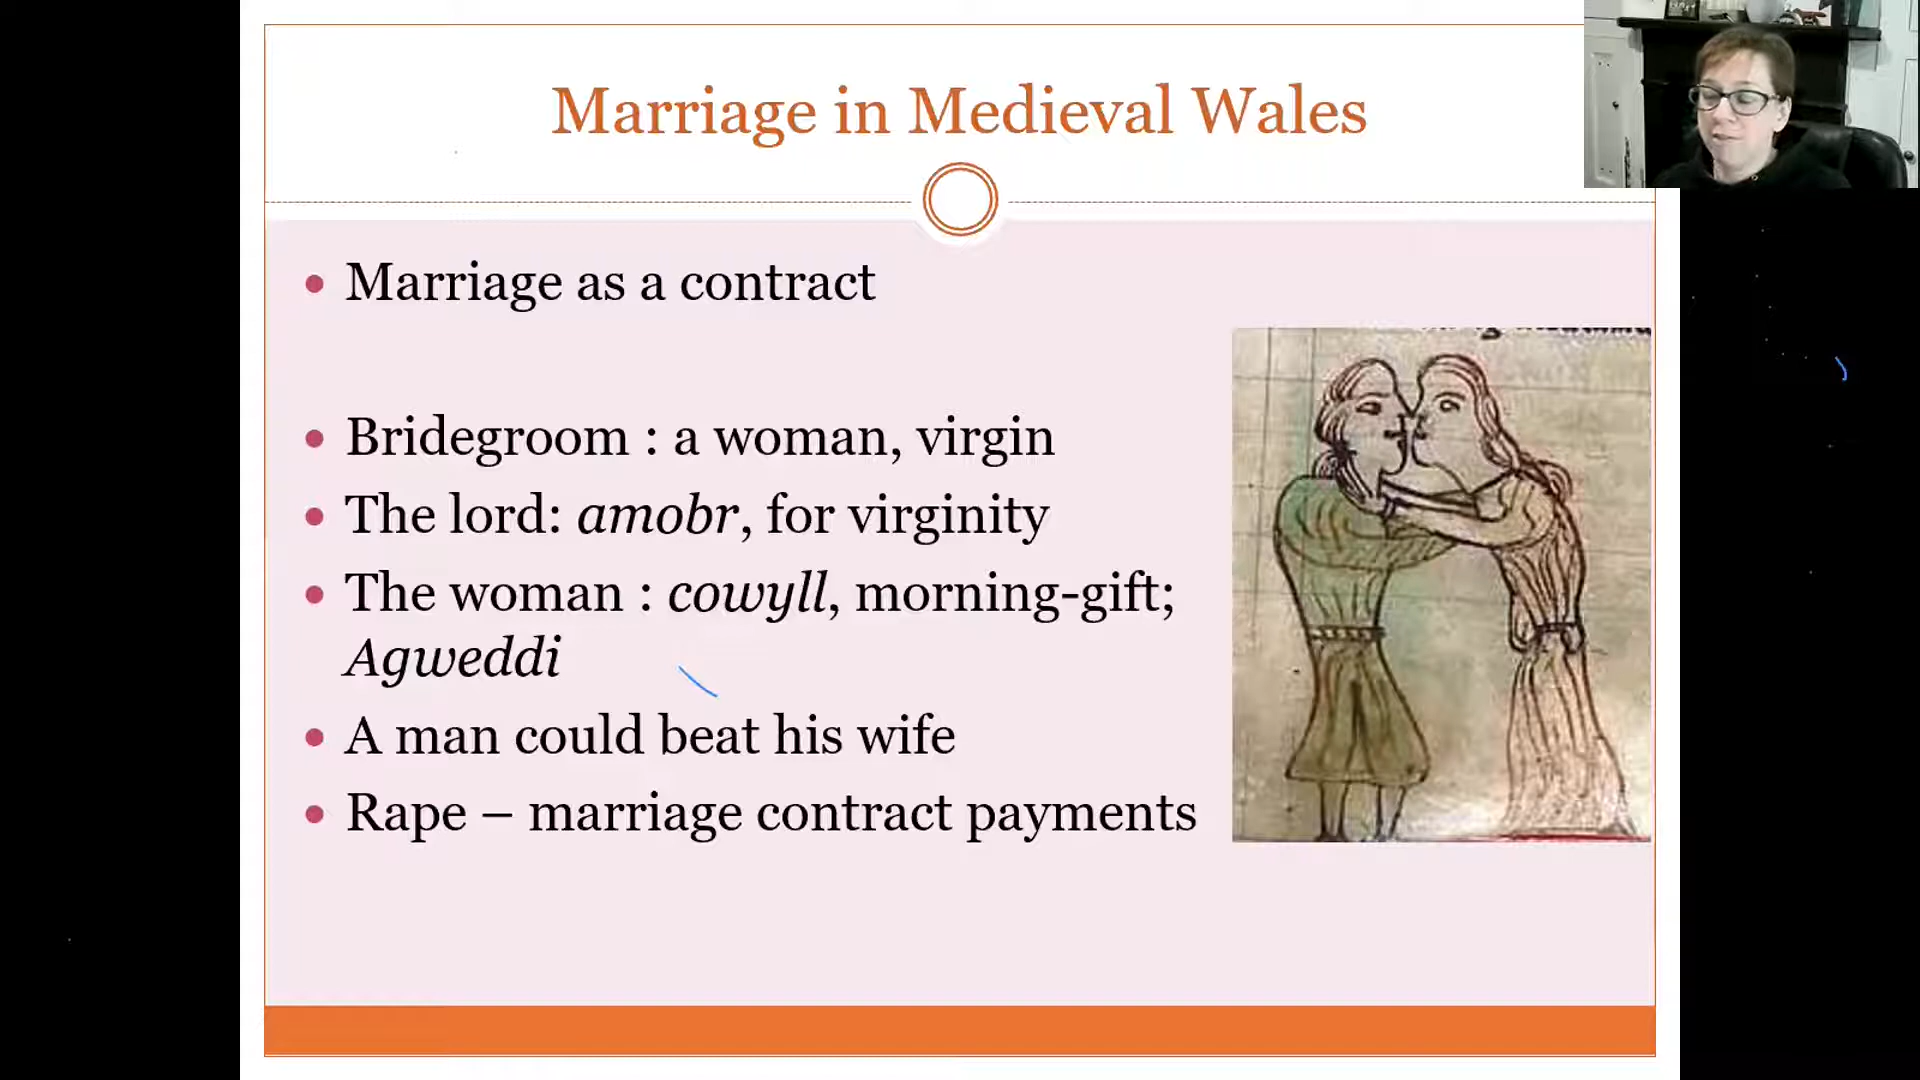 Marriage in Medieval Wales
• Marriage as a contract
• Bridegroom : a woman, virgin
• The lord: amobr, for virginity
• The woman : cowyll, morning-gift;
Agweddi
• A man could beat his wife
• Rape – marriage contract payments